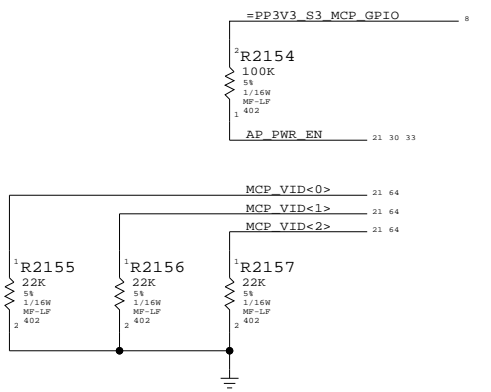 =PP3V3_S3_MCP_GPIO 8
2
R2154
100K
5%
1/16W
MF-LF
402
1
AP_PWR_EN 21 30 33
MCP_VID<0> 21 64
MCP_VID<1> 21 64
MCP_VID<2> 21 64
1 1 1
R2155 R2156 R2157
22K 22K 22K
5% 5% 5%
1/16W 1/16W 1/16W
MF-LF MF-LF MF-LF
402 402 402
2 2 2